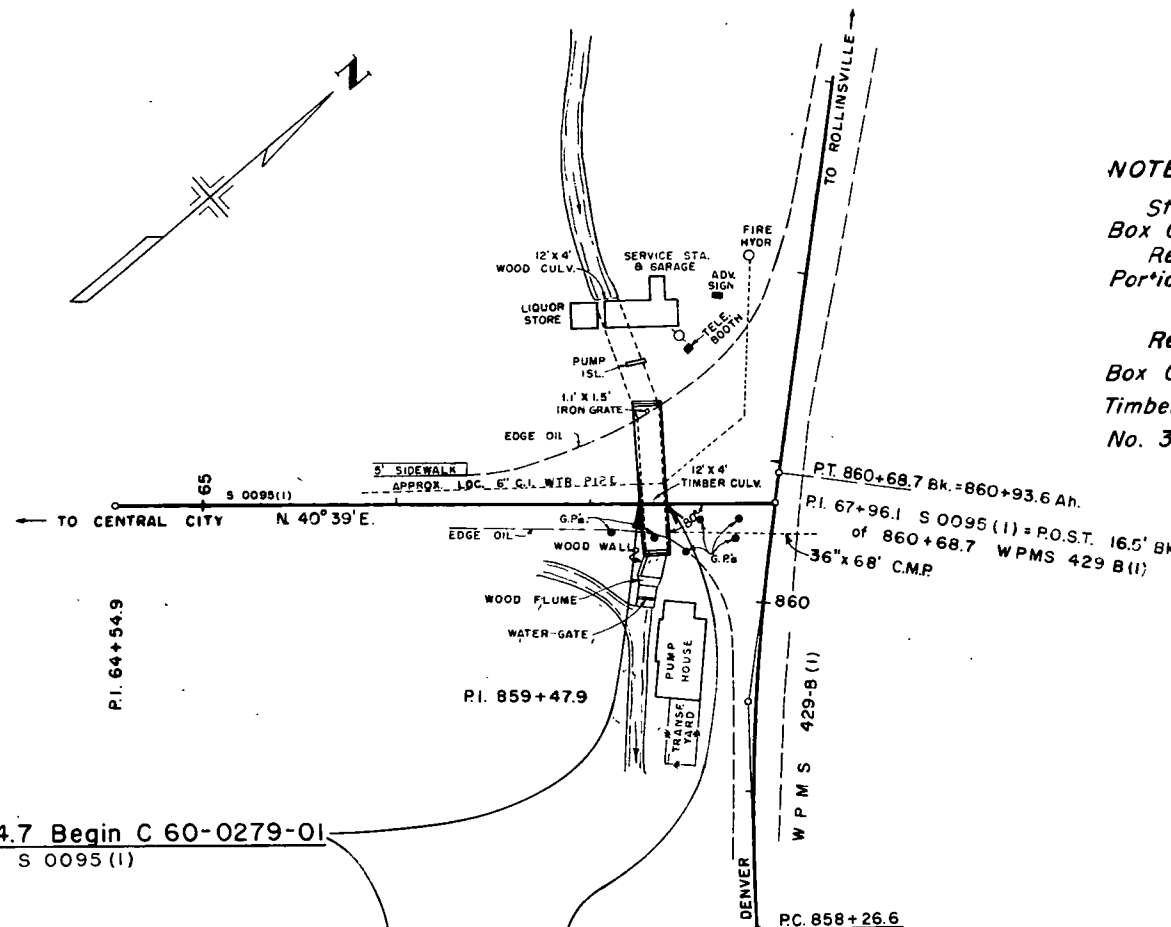 N
TO ROLLINSVILLE
NOTE
Box
FIRE
HYDR
12' X 4'
WOOD CULV.
SERVICE STA.
& GARAGE
ADV.
SIGN
LIQUOR
STORE
TELE.
BOOTH
PUMP
ISL.
1.1' X 1.5'
IRON GRATE
EDGE OIL
Box
Timbe
No. 3
5' SIDEWALK
APPROX. LOC. 6" G.I. WTR. PIPE
12' X 4'
TIMBER CULV.
65
S 0095(1)
TO CENTRAL CITY
N. 40° 39' E.
P.T. 860+68.7 Bk. = 860+93.6 Ah.
P.I. 67+96.1 S 0095 (1) = P.O.S.T. 16.5' Bk
of 860+68.7 WPMS 429 B(1)
36" x 68' C.M.P.
G.P.s
EDGE OIL
WOOD WALL
G.P.s
WOOD FLUME
WATER-GATE
860
PUMP
HOUSE
TRANSF.
YARD
P.I. 64+54.9
P.I. 859+47.9
WPMS 429-B(1)
4.7 Begin C 60-0279-01
S 0095(1)
DENVER
P.C. 858+26.6